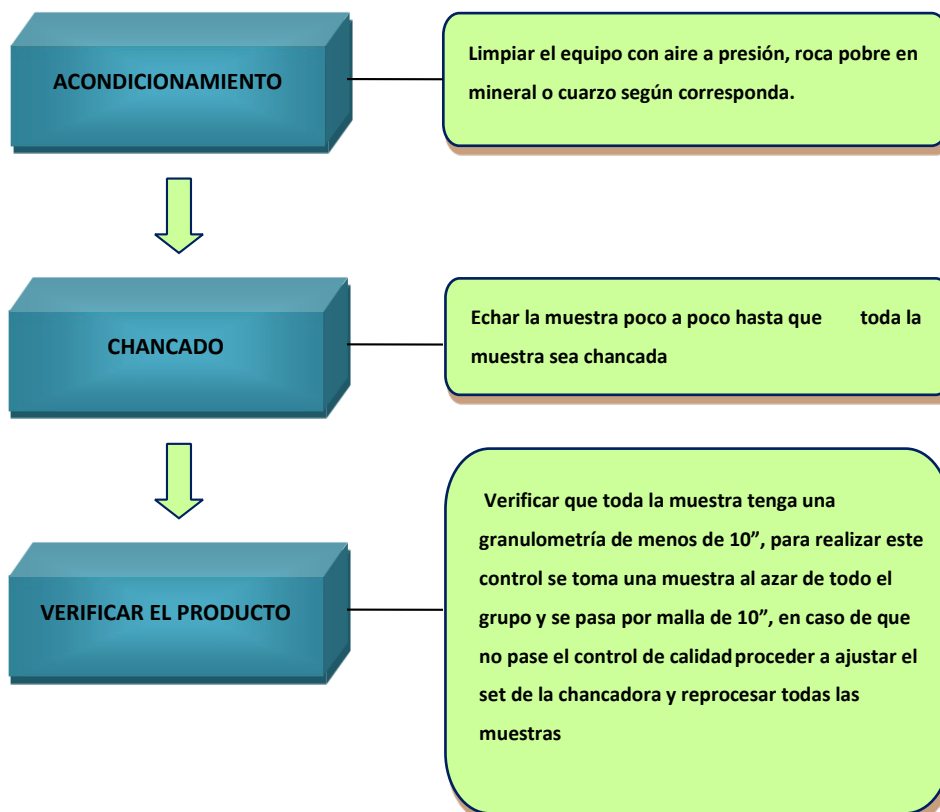 ACONDICIONAMIENTO
Limpiar el equipo con aire a presión, roca pobre en
mineral o cuarzo según corresponda.
CHANCADO
Echar la muestra poco a poco hasta que toda la
muestra sea chancada
VERIFICAR EL PRODUCTO
Verificar que toda la muestra tenga una
granulometría de menos de 10”, para realizar este
control se toma una muestra al azar de todo el
grupo y se pasa por malla de 10”, en caso de que
no pase el control de calidad proceder a ajustar el
set de la chancadora y reprocesar todas las
muestras